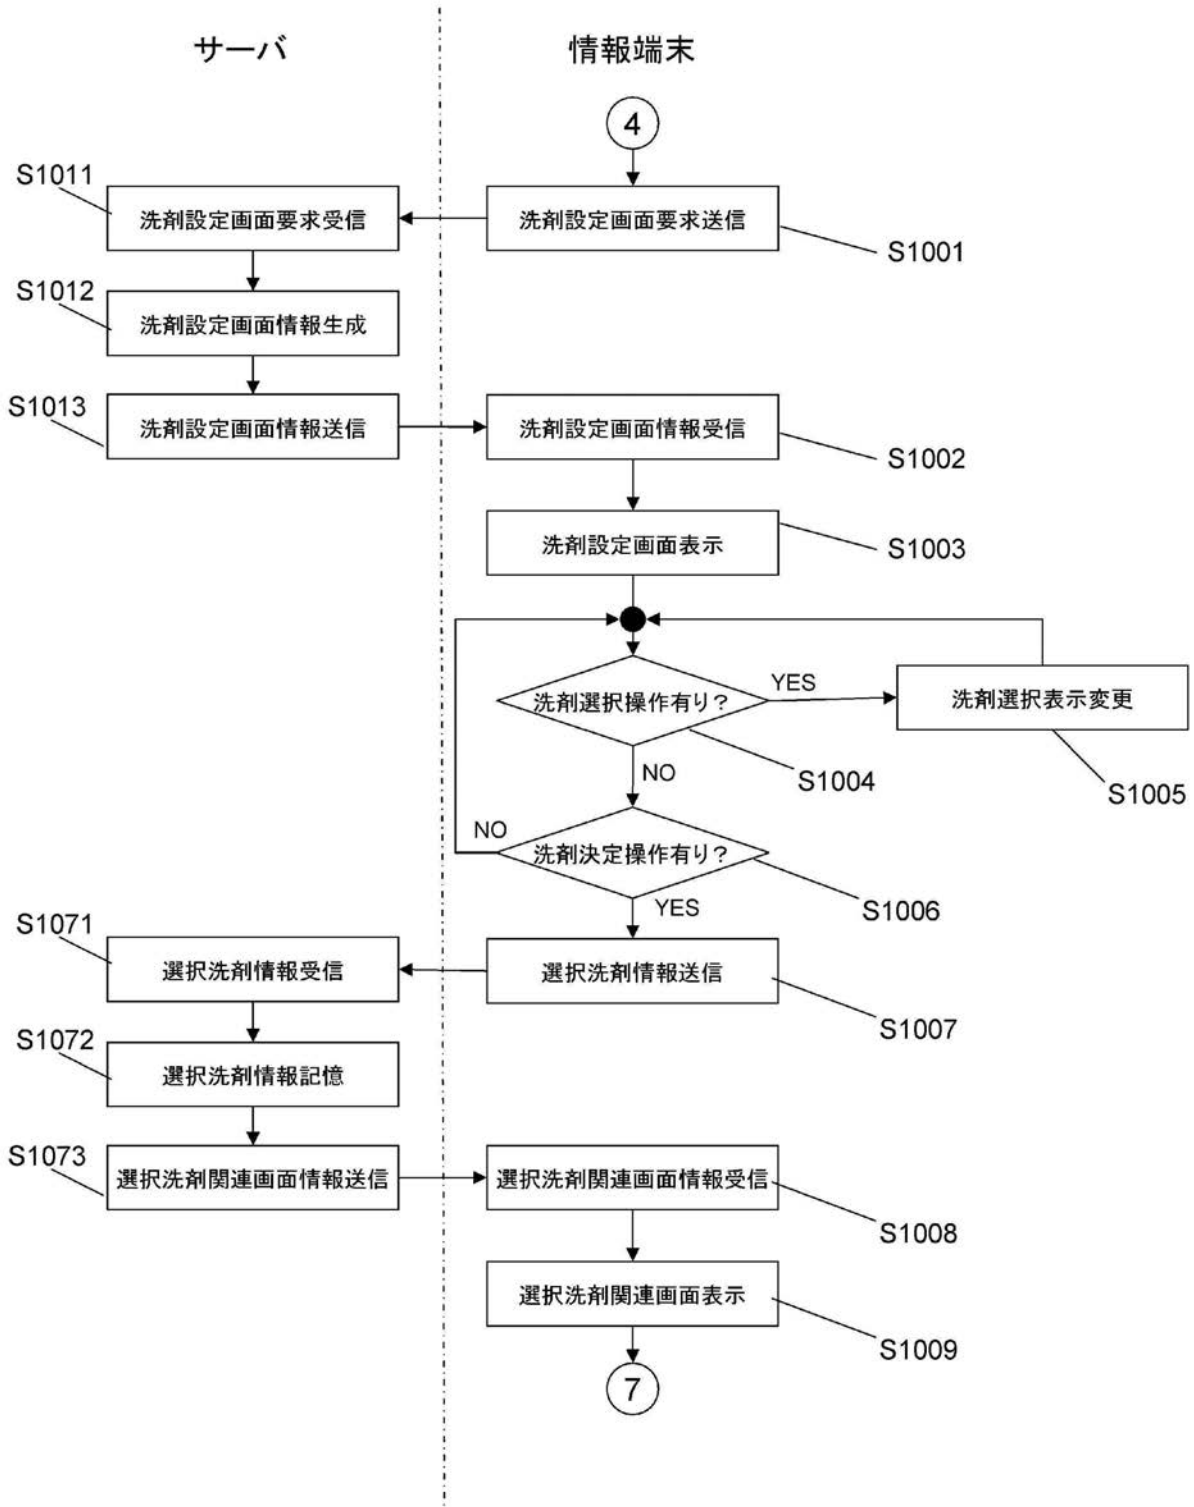 サーバ
情報端末
4
S1011
洗剤設定画面要求受信
洗剤設定画面要求送信
S1001
S1012
洗剤設定画面情報生成
S1013
洗剤設定画面情報送信
洗剤設定画面情報受信
S1002
洗剤設定画面表示
S1003
洗剤選択操作有り?
YES
洗剤選択表示変更
S1004
S1005
NO
洗剤決定操作有り?
NO
S1006
YES
S1071
選択洗剤情報受信
選択洗剤情報送信
S1007
S1072
選択洗剤情報記憶
S1073
選択洗剤関連画面情報送信
選択洗剤関連画面情報受信
S1008
選択洗剤関連画面表示
S1009
7